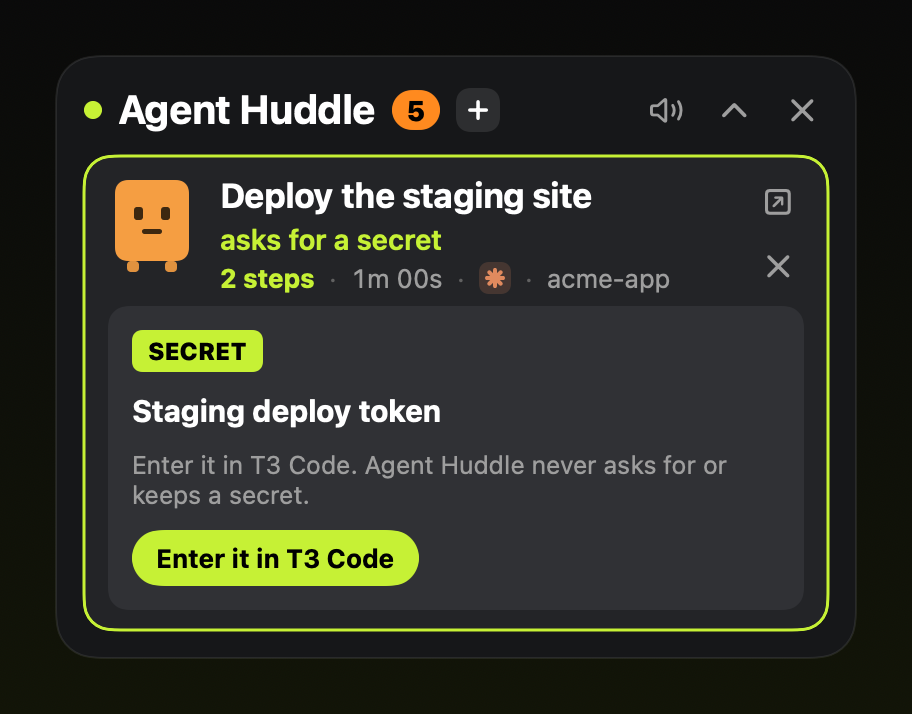 Agent Huddle 5 +
Deploy the staging site
asks for a secret
2 steps · 1m 00s · · acme-app
SECRET
Staging deploy token
Enter it in T3 Code. Agent Huddle never asks for or
keeps a secret.
Enter it in T3 Code